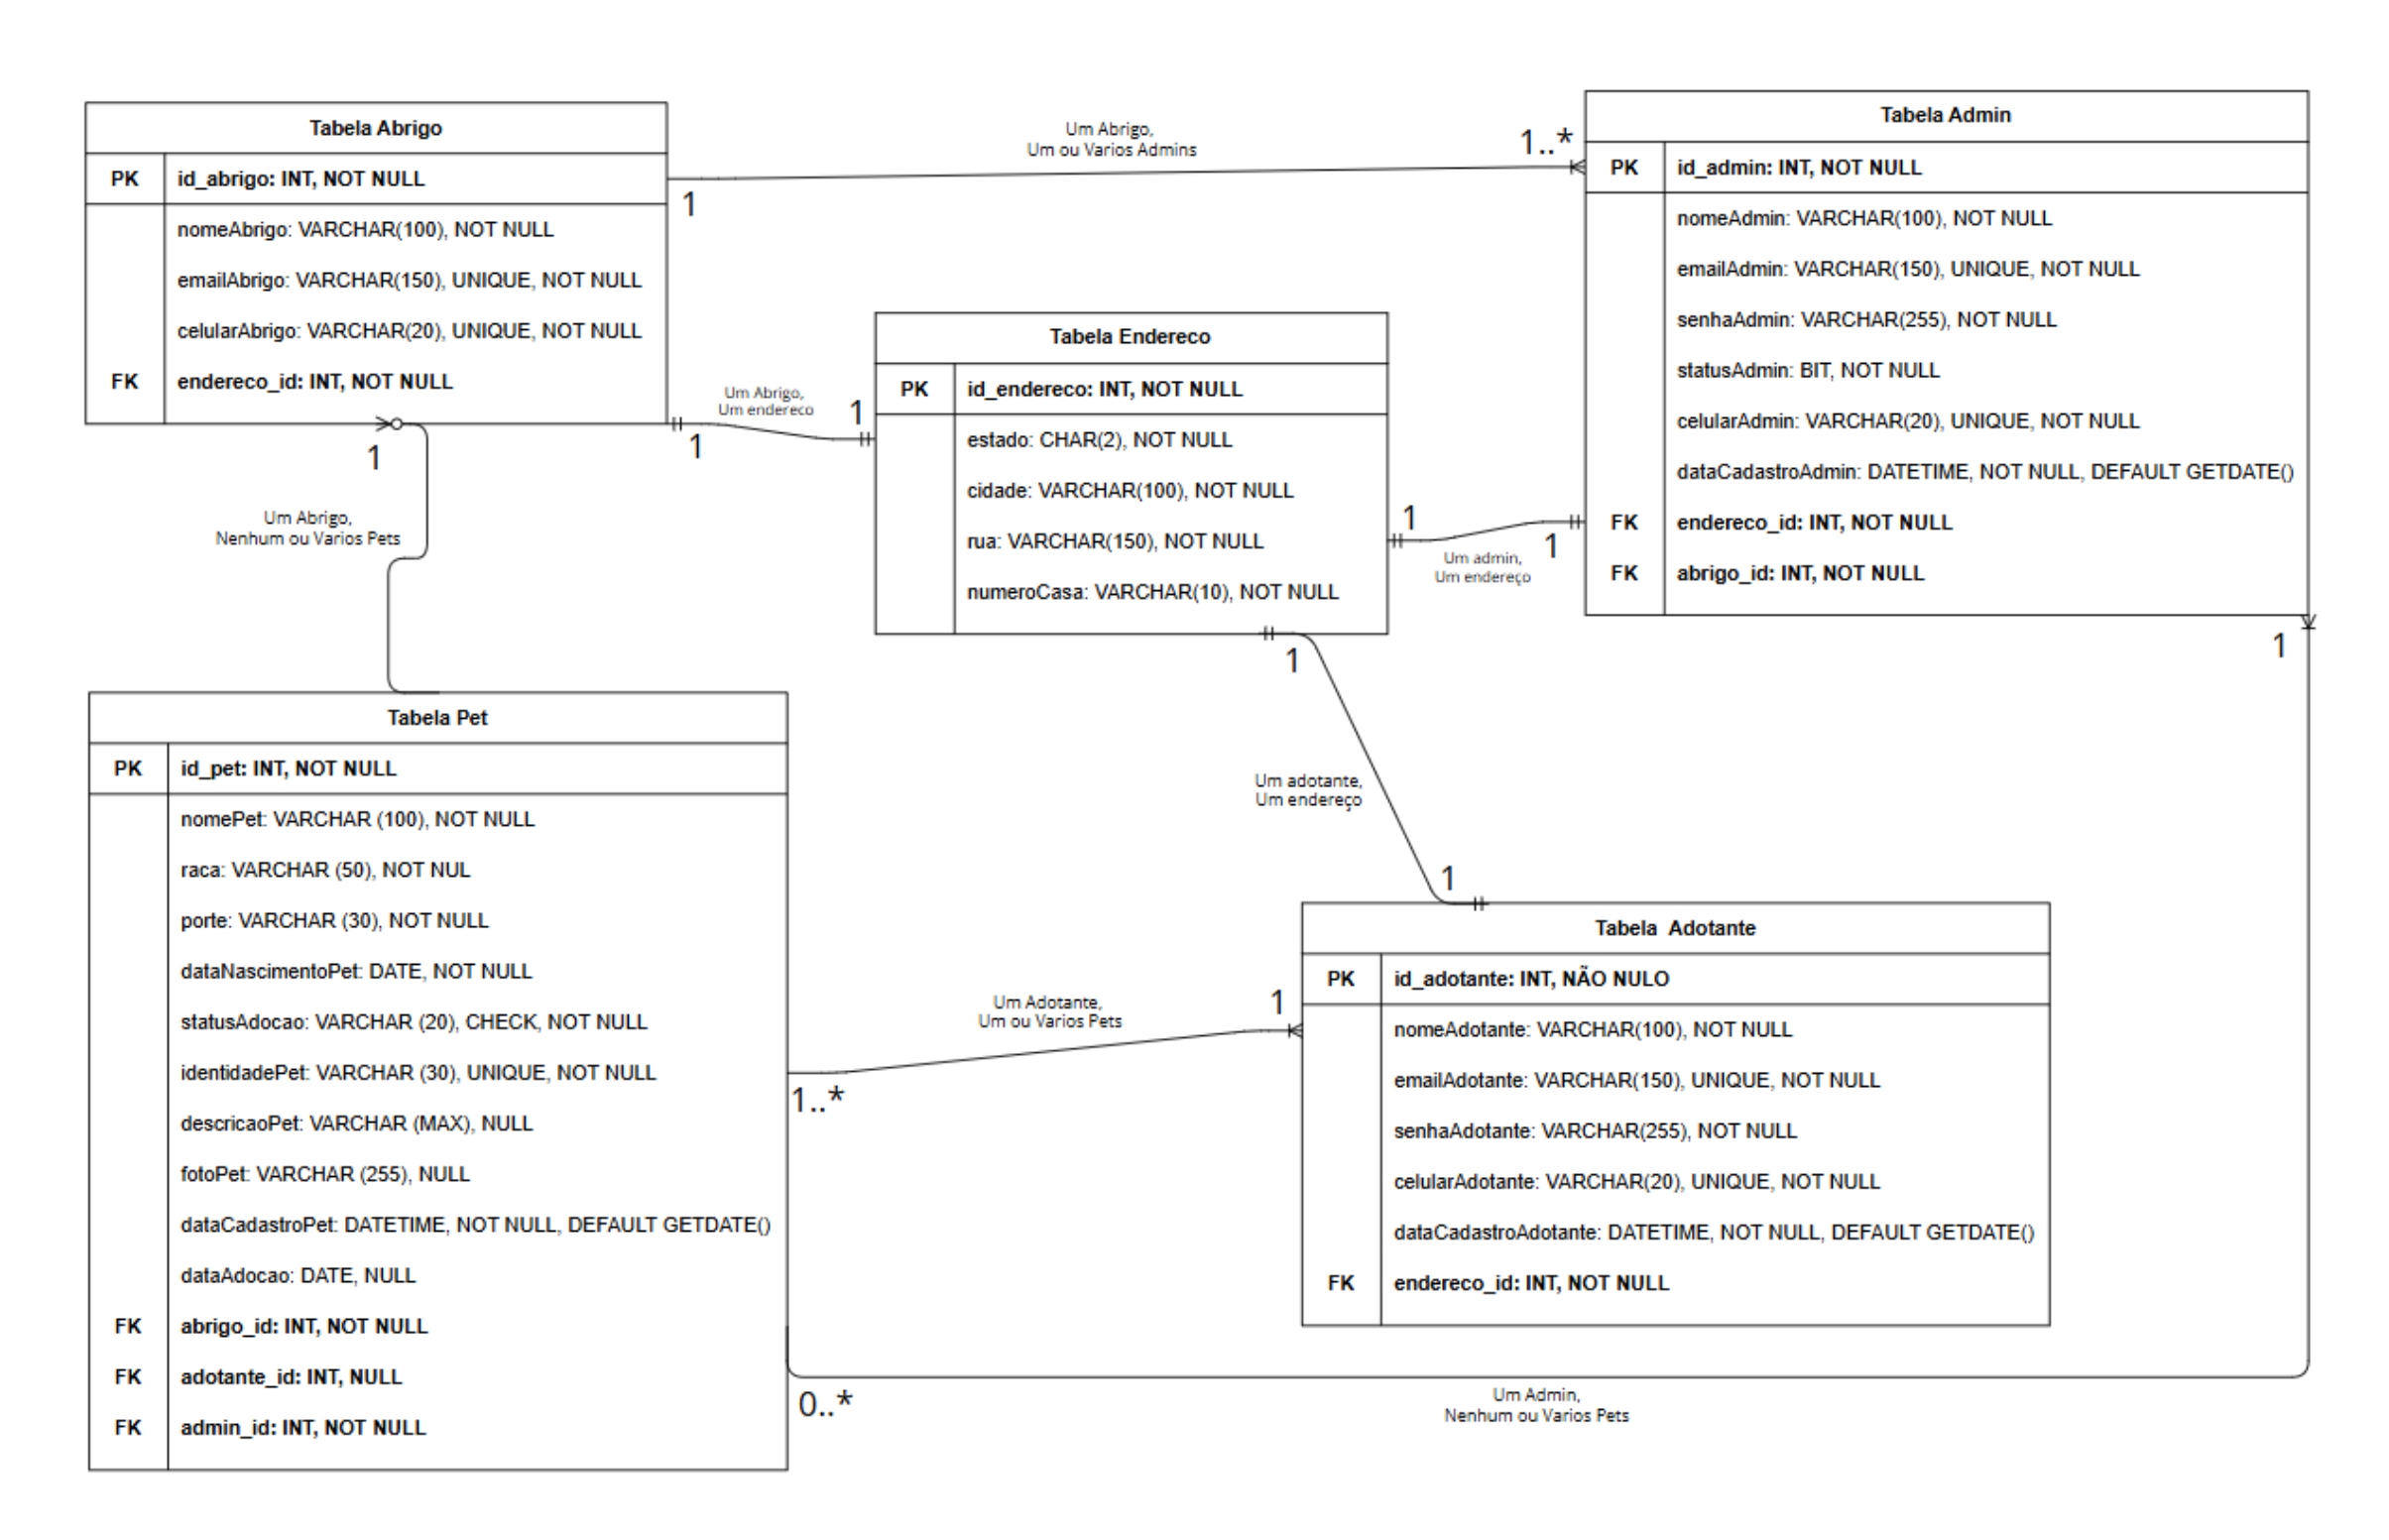 Tabela Abrigo
PK id_abrigo: INT, NOT NULL
nomeAbrigo: VARCHAR(100), NOT NULL
emailAbrigo: VARCHAR(150), UNIQUE, NOT NULL
celularAbrigo: VARCHAR(20), UNIQUE, NOT NULL
FK endereco_id: INT, NOT NULL
Um Abrigo,
Um ou Varios Admins
1
1..*
Tabela Admin
PK id_admin: INT, NOT NULL
nomeAdmin: VARCHAR(100), NOT NULL
emailAdmin: VARCHAR(150), UNIQUE, NOT NULL
senhaAdmin: VARCHAR(255), NOT NULL
statusAdmin: BIT, NOT NULL
celularAdmin: VARCHAR(20), UNIQUE, NOT NULL
dataCadastroAdmin: DATETIME, NOT NULL, DEFAULT GETDATE()
FK endereco_id: INT, NOT NULL
FK abrigo_id: INT, NOT NULL
1
Um Abrigo,
Um endereco
1
1
Tabela Endereco
PK id_endereco: INT, NOT NULL
estado: CHAR(2), NOT NULL
cidade: VARCHAR(100), NOT NULL
rua: VARCHAR(150), NOT NULL
numeroCasa: VARCHAR(10), NOT NULL
1
Um admin,
Um endereço
1
1
Um Abrigo,
Nenhum ou Varios Pets
1
Um adotante,
Um endereço
1
Tabela Pet
PK id_pet: INT, NOT NULL
nomePet: VARCHAR (100), NOT NULL
raca: VARCHAR (50), NOT NUL
porte: VARCHAR (30), NOT NULL
dataNascimentoPet: DATE, NOT NULL
statusAdocao: VARCHAR (20), CHECK, NOT NULL
identidadePet: VARCHAR (30), UNIQUE, NOT NULL
descricaoPet: VARCHAR (MAX), NULL
fotoPet: VARCHAR (255), NULL
dataCadastroPet: DATETIME, NOT NULL, DEFAULT GETDATE()
dataAdocao: DATE, NULL
FK abrigo_id: INT, NOT NULL
FK adotante_id: INT, NULL
FK admin_id: INT, NOT NULL
Um Adotante,
Um ou Varios Pets
1
1..*
Tabela  Adotante
PK id_adotante: INT, NÃO NULO
nomeAdotante: VARCHAR(100), NOT NULL
emailAdotante: VARCHAR(150), UNIQUE, NOT NULL
senhaAdotante: VARCHAR(255), NOT NULL
celularAdotante: VARCHAR(20), UNIQUE, NOT NULL
dataCadastroAdotante: DATETIME, NOT NULL, DEFAULT GETDATE()
FK endereco_id: INT, NOT NULL
0..*
Um Admin,
Nenhum ou Varios Pets